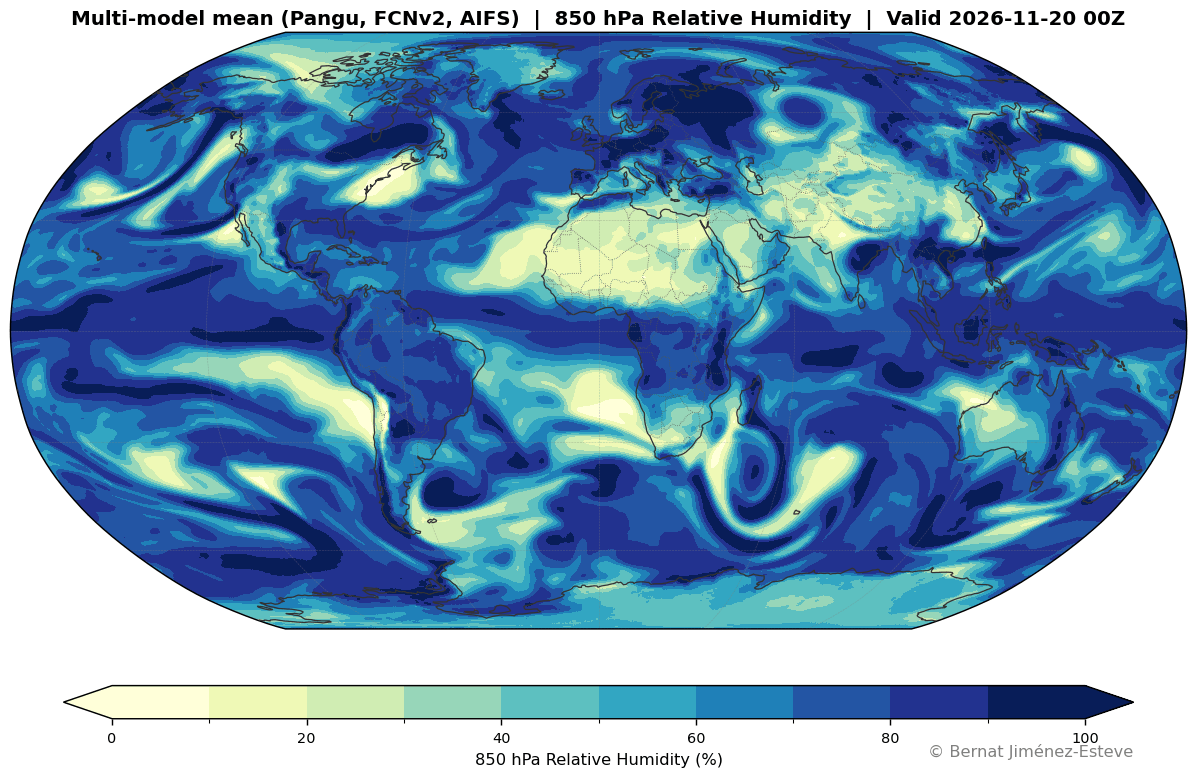 Multi-model mean (Pangu, FCNv2, AIFS)  |  850 hPa Relative Humidity  |  Valid 2026-11-20 00Z
0 20 40 60 80 100
850 hPa Relative Humidity (%)
© Bernat Jiménez-Esteve